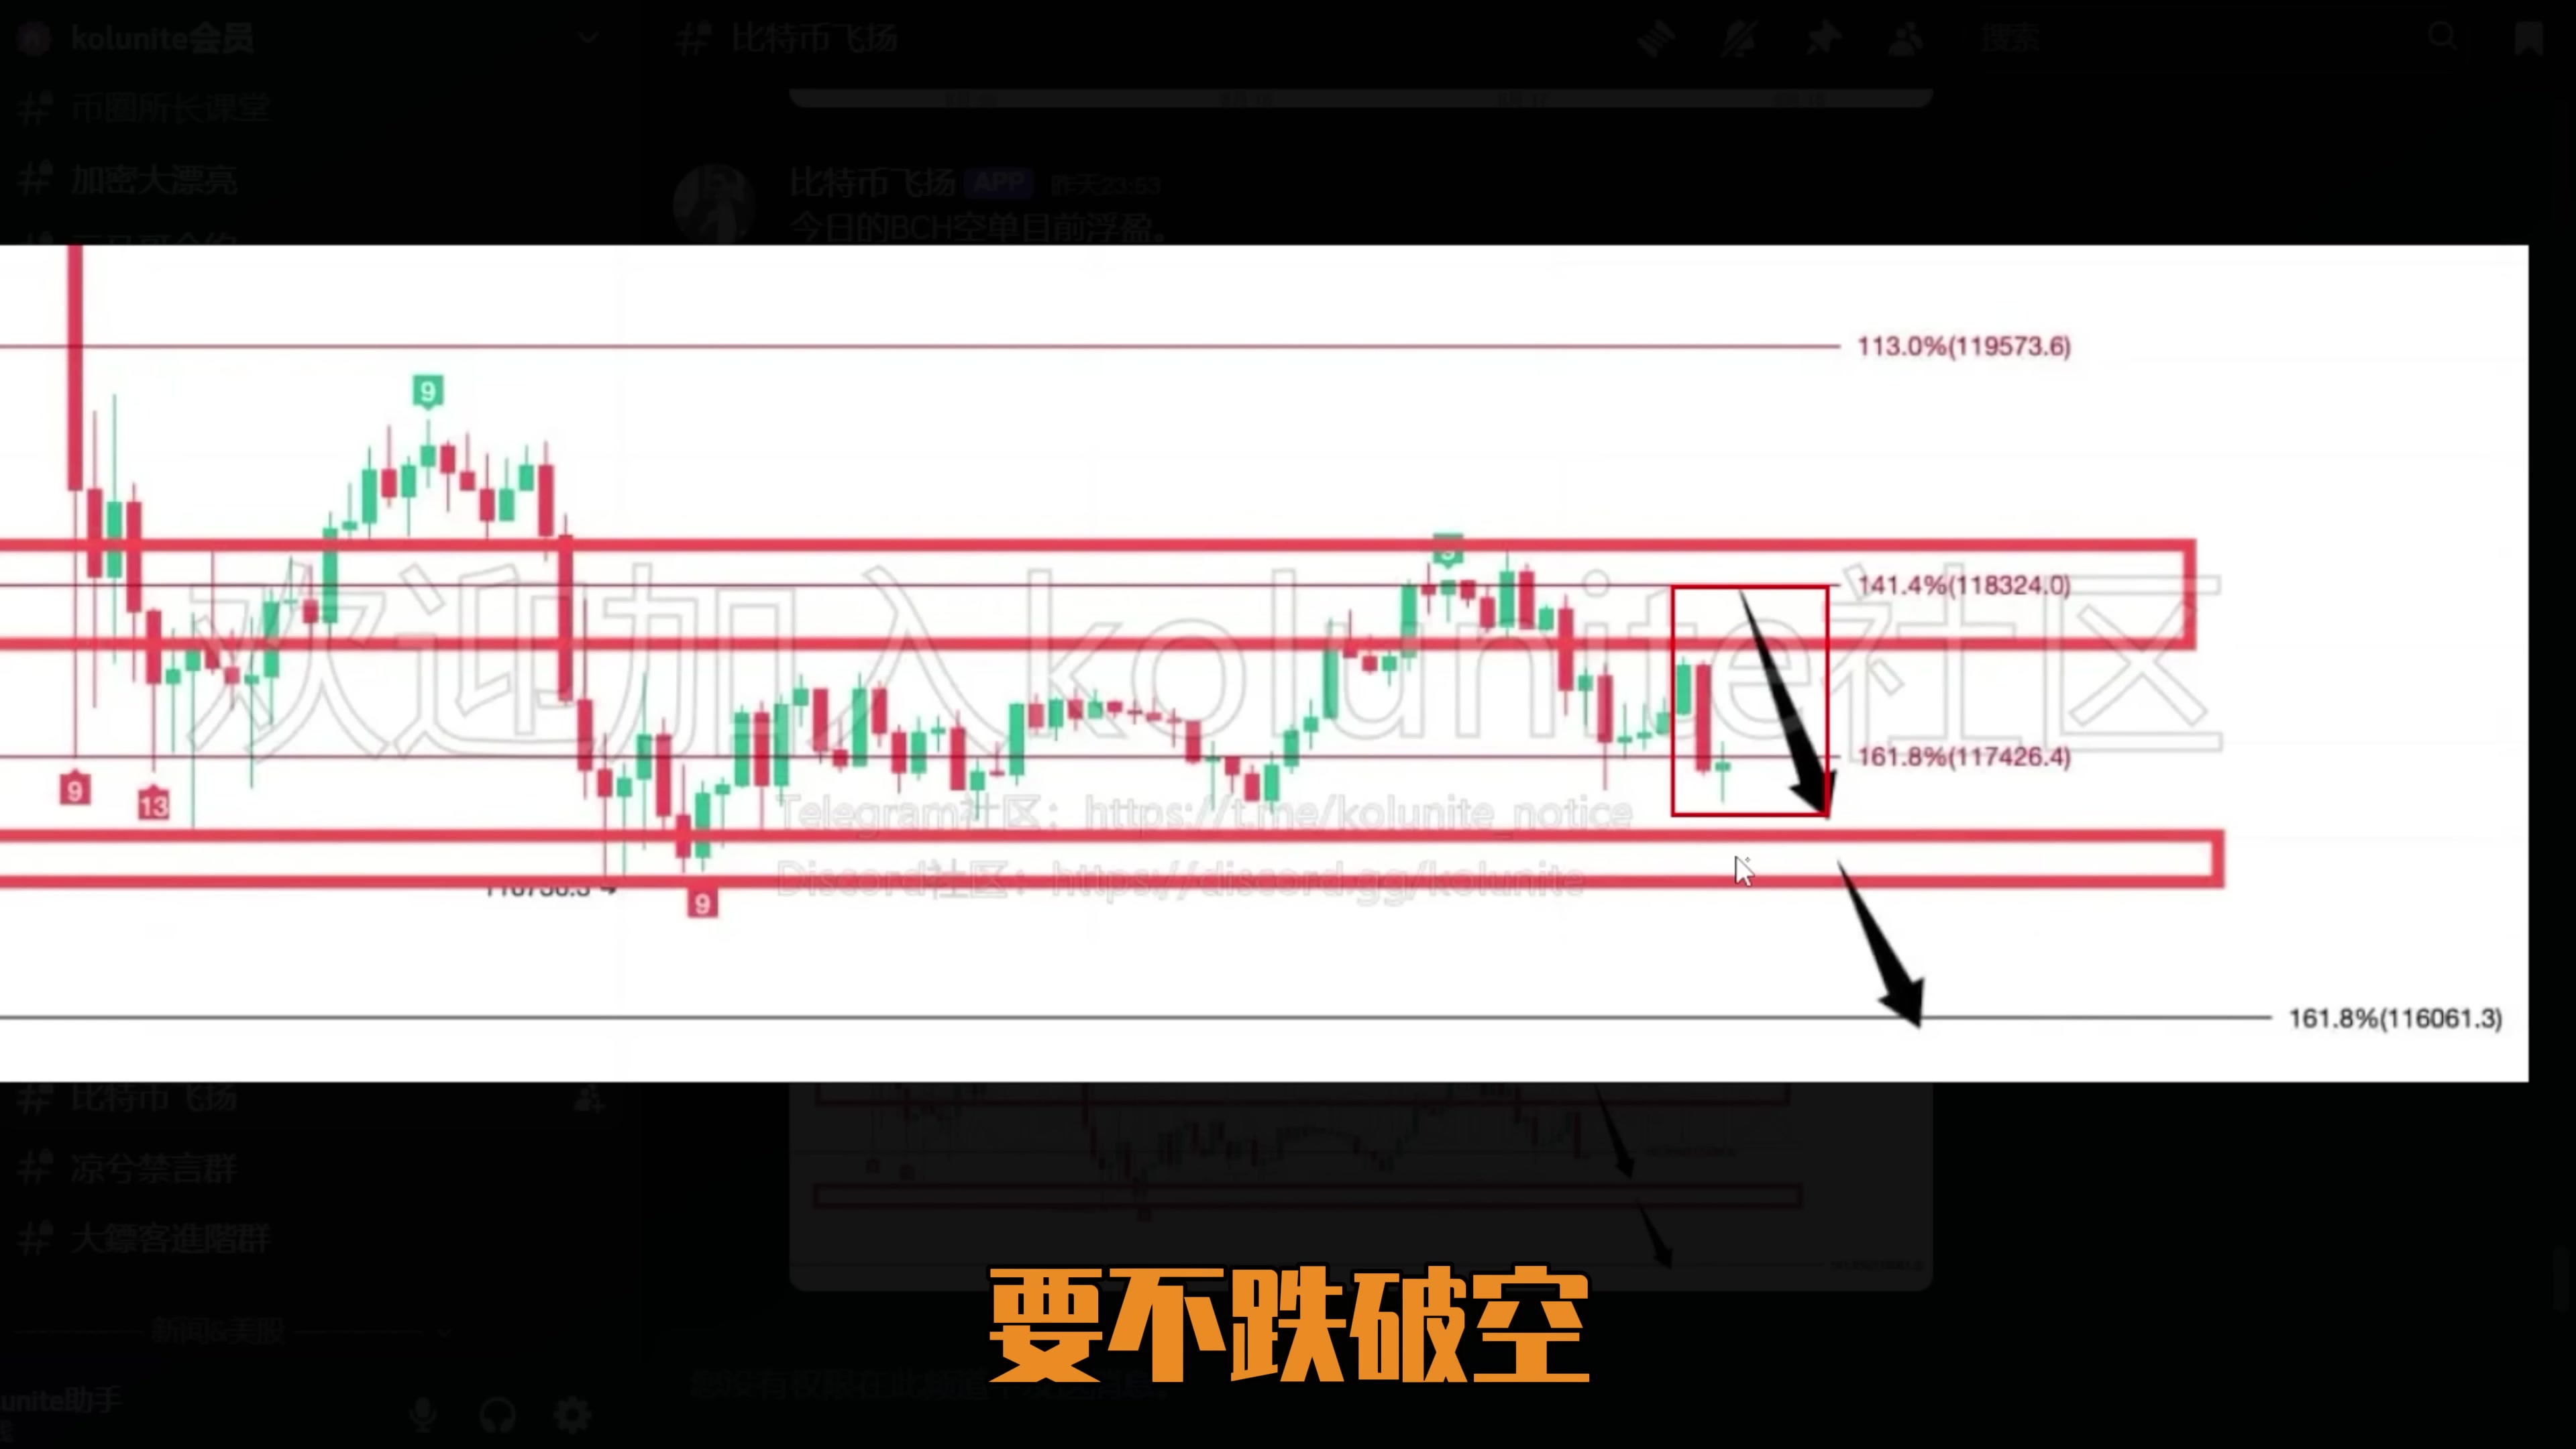 kolunite会员
比特币飞扬
搜索
币圈所长课堂
加密大漂亮
比特币飞扬 APP 昨天23:53
今日的BCH空单目前浮盈。
113.0%(119573.6)
9
9
141.4%(118324.0)
欢迎加入kolunite社区
161.8%(117426.4)
9
13
Telegram社区：https://t.me/kolunite_notice
Discord社区：https://discord.gg/kolunite
9
161.8%(116061.3)
比特币飞扬
凉兮禁言群
大鏢客進階群
要不跌破空
新闻&美股
unite助手